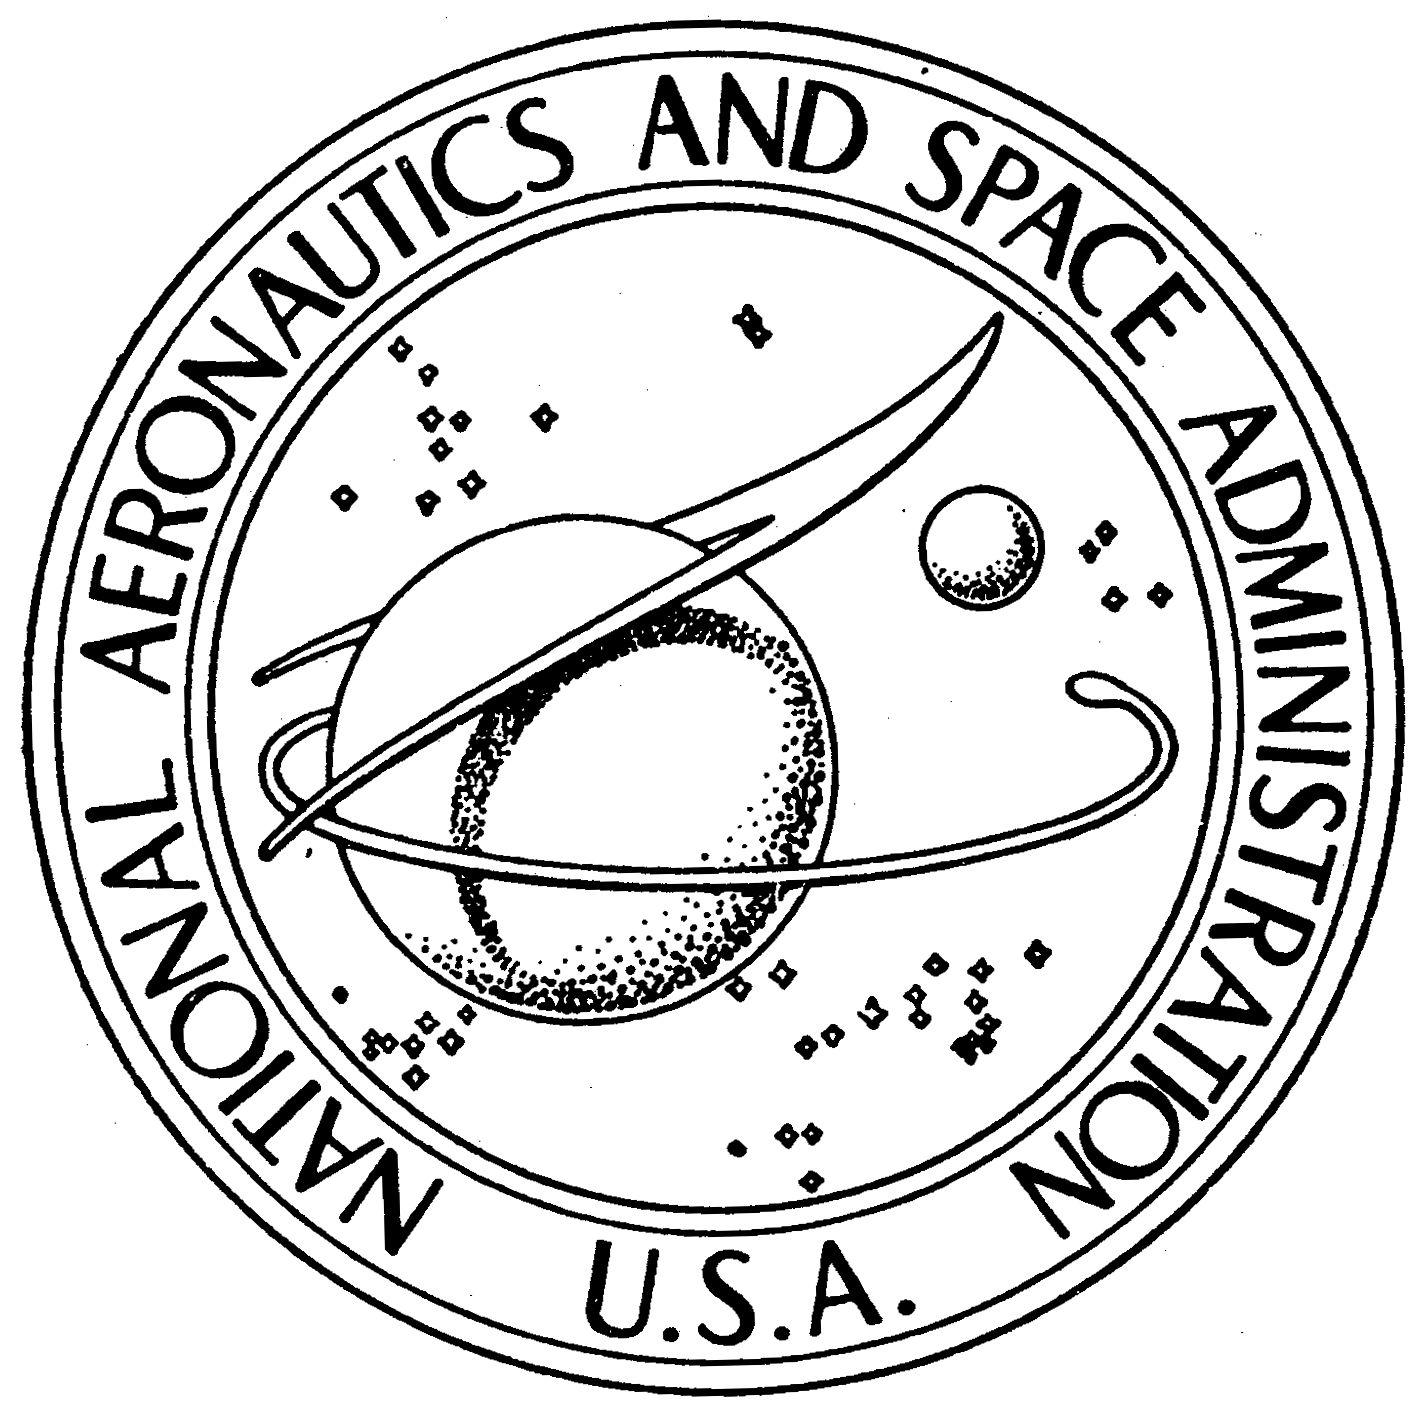 NATIONAL AERONAUTICS AND SPACE ADMINISTRATION
U.S.A.